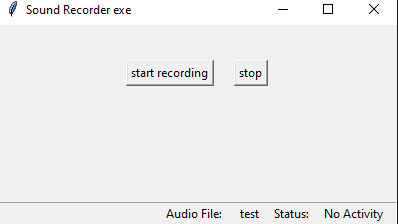 Sound Recorder exe
start recording stop
Audio File: test Status: No Activity